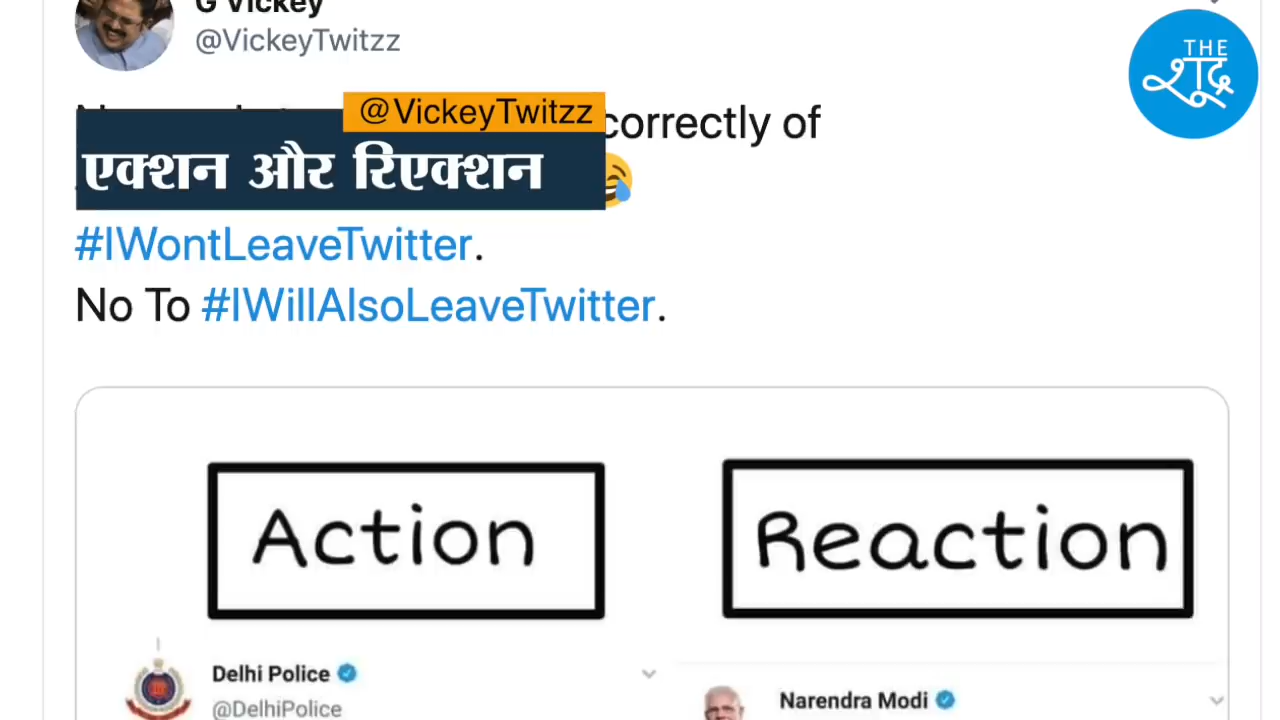 G Vickey
@VickeyTwitzz
THE
शब्द
@VickeyTwitzz
correctly of
एक्शन और रिएक्शन
#IWontLeaveTwitter.
No To #IWillAlsoLeaveTwitter.
Action
Reaction
Delhi Police
@DelhiPolice
Narendra Modi